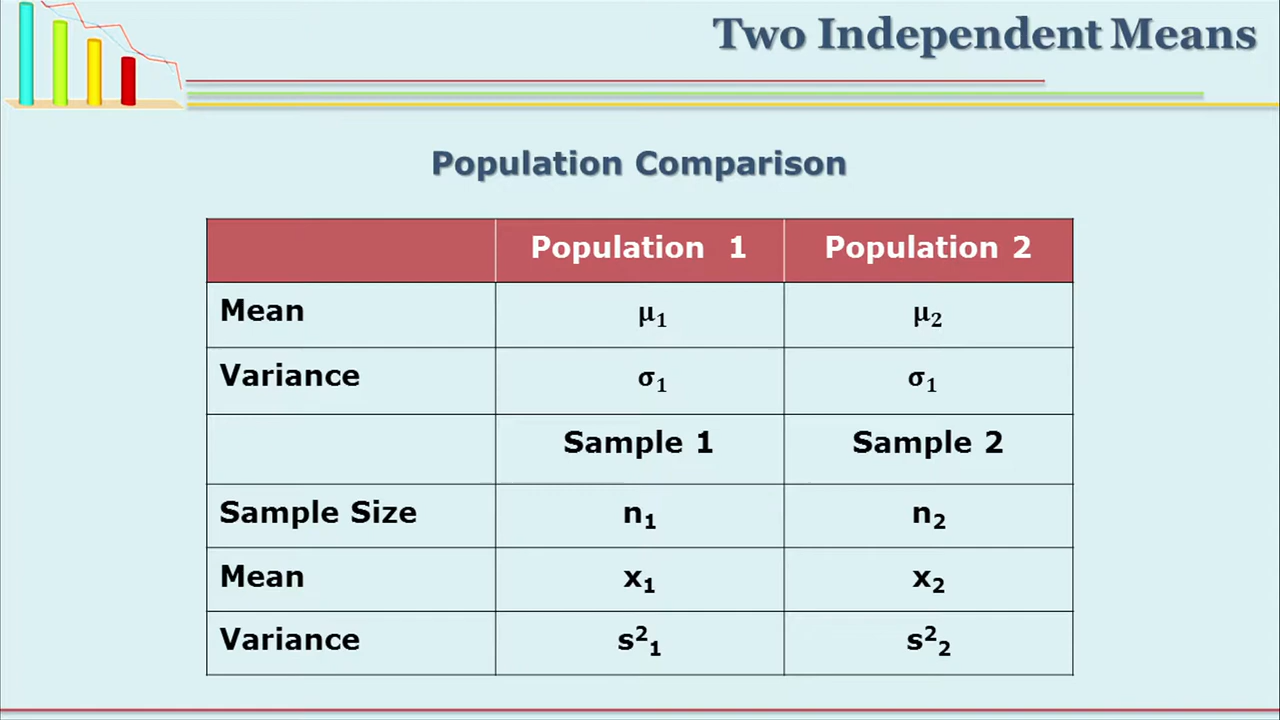 Two Independent Means
Population Comparison
Population 1 Population 2
Mean μ₁ μ₂
Variance σ₁ σ₁
Sample 1 Sample 2
Sample Size n₁ n₂
Mean x₁ x₂
Variance s²₁ s²₂